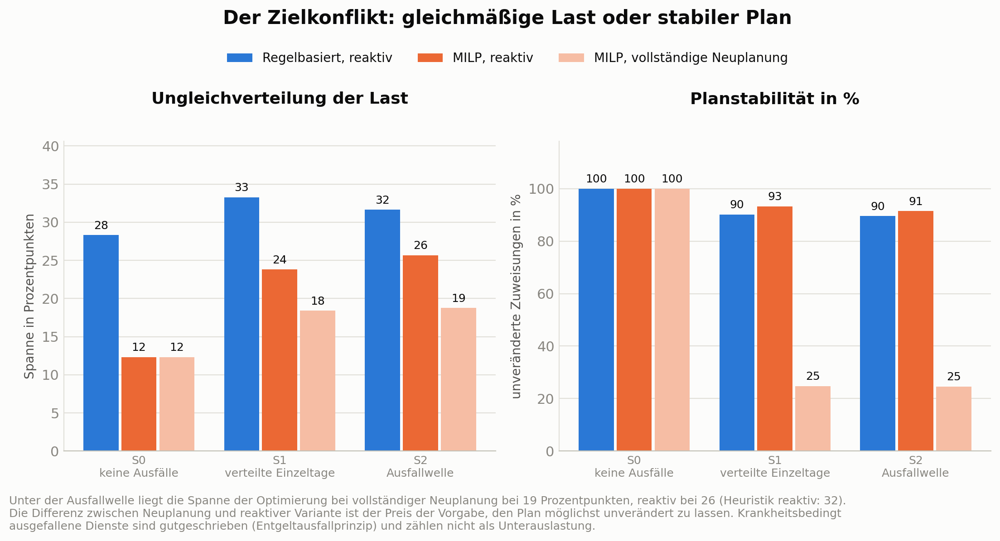 Der Zielkonflikt: gleichmäßige Last oder stabiler Plan
Regelbasiert, reaktiv
MILP, reaktiv
MILP, vollständige Neuplanung
Ungleichverteilung der Last
Spanne in Prozentpunkten
40
35
30
25
20
15
10
5
0
28
12
12
33
24
18
32
26
19
S0
keine Ausfälle
S1
verteilte Einzeltage
S2
Ausfallwelle
Planstabilität in %
unveränderte Zuweisungen in %
100
80
60
40
20
0
100
100
100
90
93
25
90
91
25
S0
keine Ausfälle
S1
verteilte Einzeltage
S2
Ausfallwelle
Unter der Ausfallwelle liegt die Spanne der Optimierung bei vollständiger Neuplanung bei 19 Prozentpunkten, reaktiv bei 26 (Heuristik reaktiv: 32).
Die Differenz zwischen Neuplanung und reaktiver Variante ist der Preis der Vorgabe, den Plan möglichst unverändert zu lassen. Krankheitsbedingt
ausgefallene Dienste sind gutgeschrieben (Entgeltausfallprinzip) und zählen nicht als Unterauslastung.